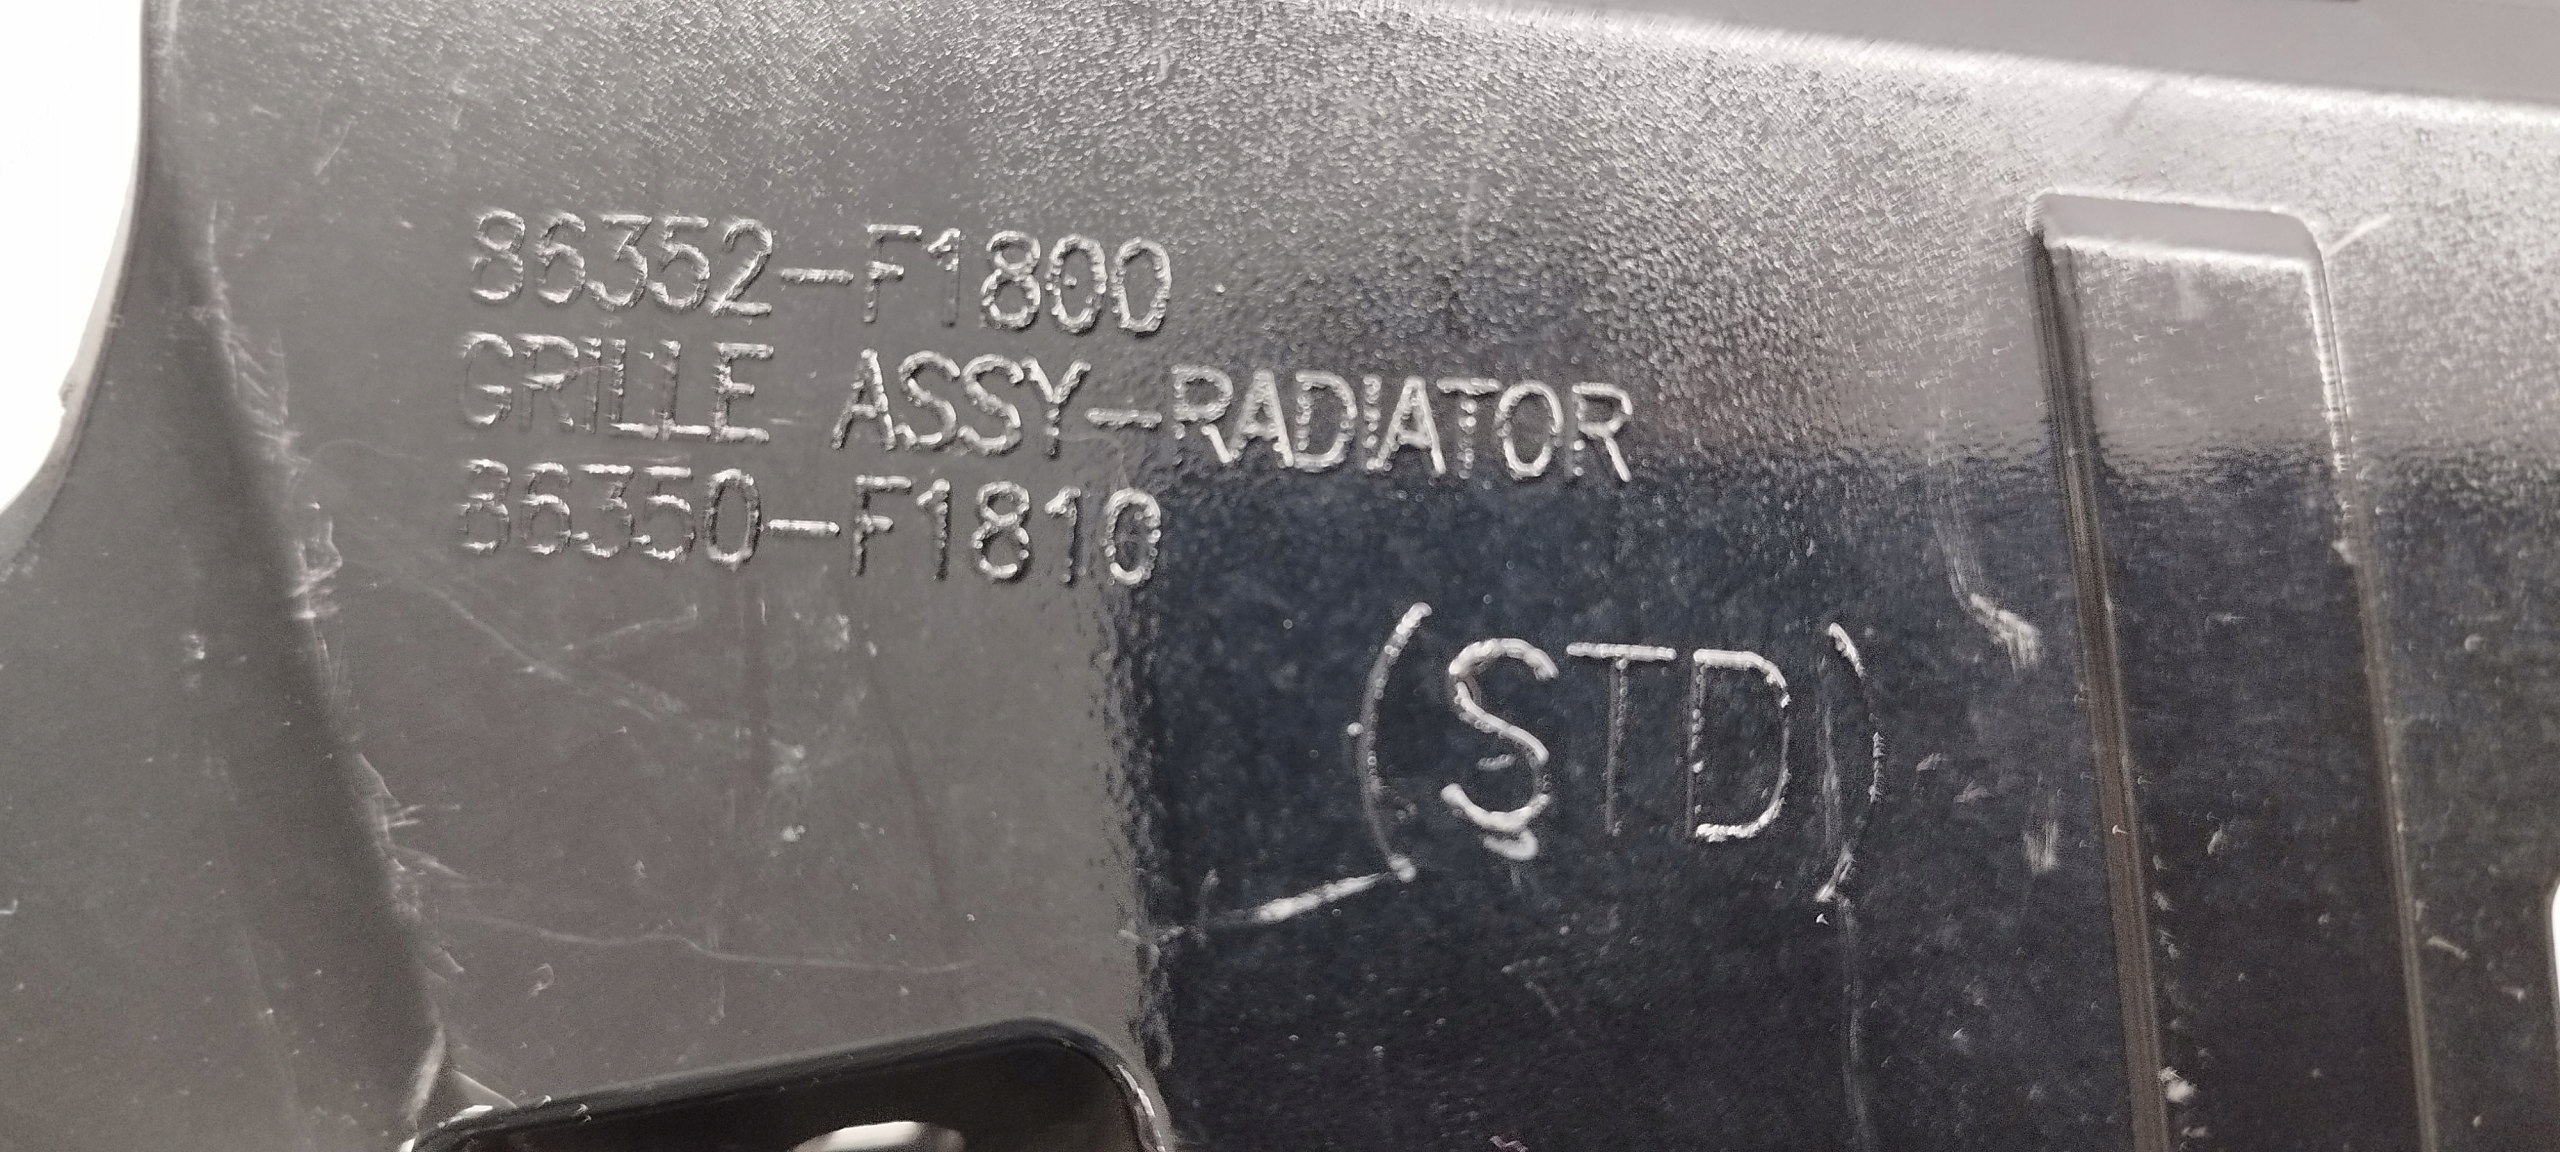 86352-F1800
GRILLE ASSY-RADIATOR
86350-F1810
(STD)